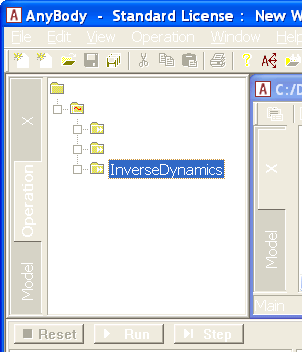 AnyBody - Standard License : New W
File Edit View Operation Window Help
A C:/D
X
Operation
Model
InverseDynamics
X
Model
Main
Reset Run Step